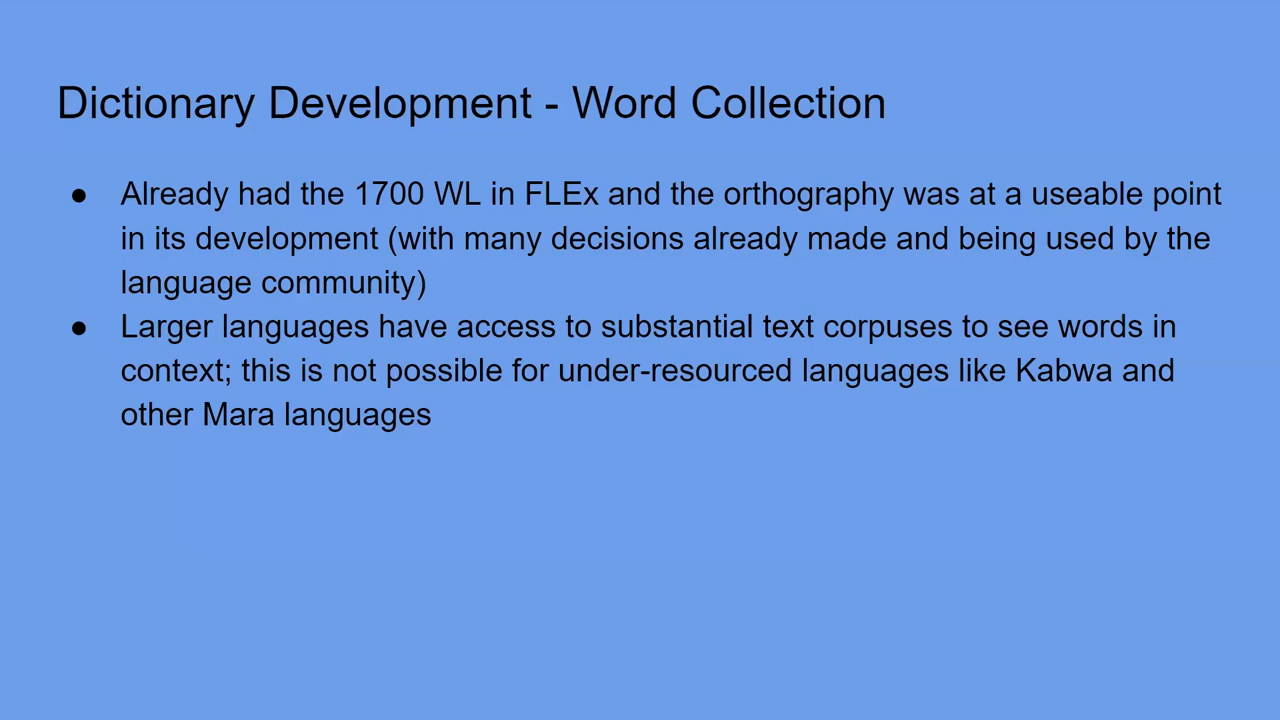 Dictionary Development - Word Collection
● Already had the 1700 WL in FLEx and the orthography was at a useable point
in its development (with many decisions already made and being used by the
language community)
● Larger languages have access to substantial text corpuses to see words in
context; this is not possible for under-resourced languages like Kabwa and
other Mara languages